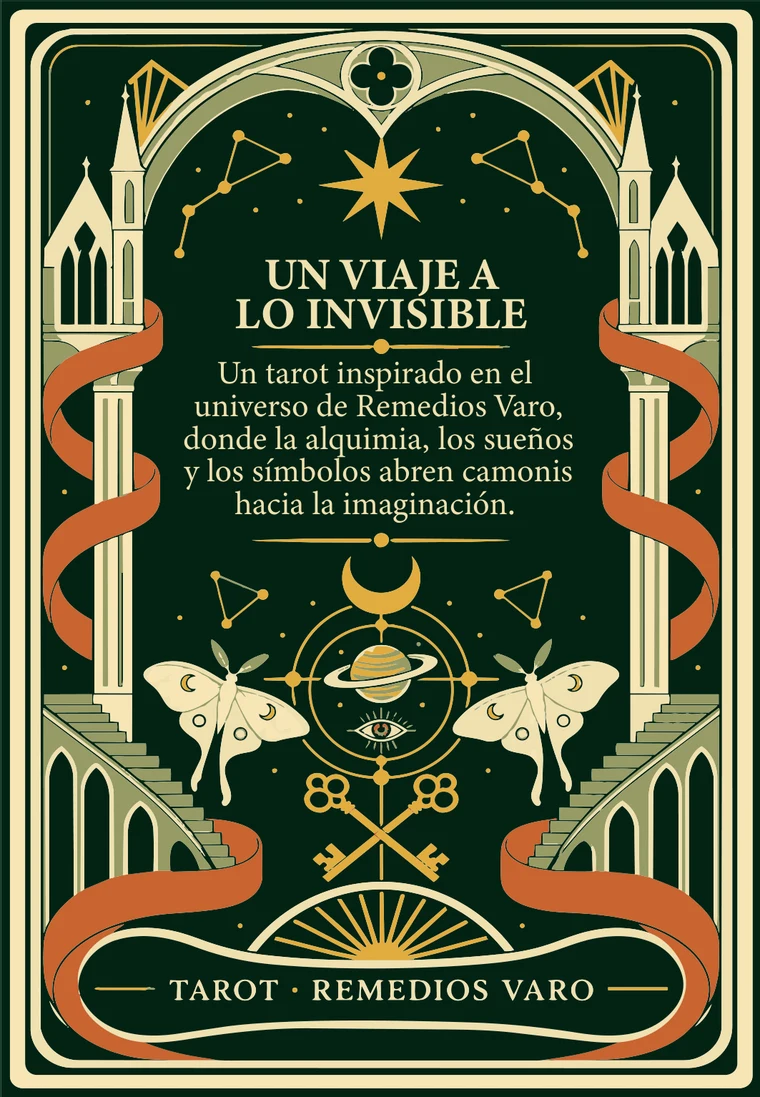 UN VIAJE A
LO INVISIBLE
Un tarot inspirado en el
universo de Remedios Varo,
donde la alquimia, los sueños
y los símbolos abren camonis
hacia la imaginación.
TAROT · REMEDIOS VARO